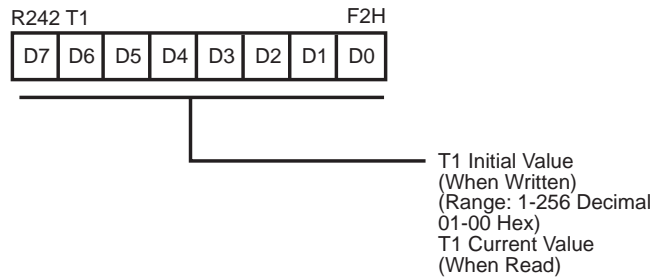 R242 T1 F2H
D7 D6 D5 D4 D3 D2 D1 D0
T1 Initial Value
(When Written)
(Range: 1-256 Decimal
01-00 Hex)
T1 Current Value
(When Read)